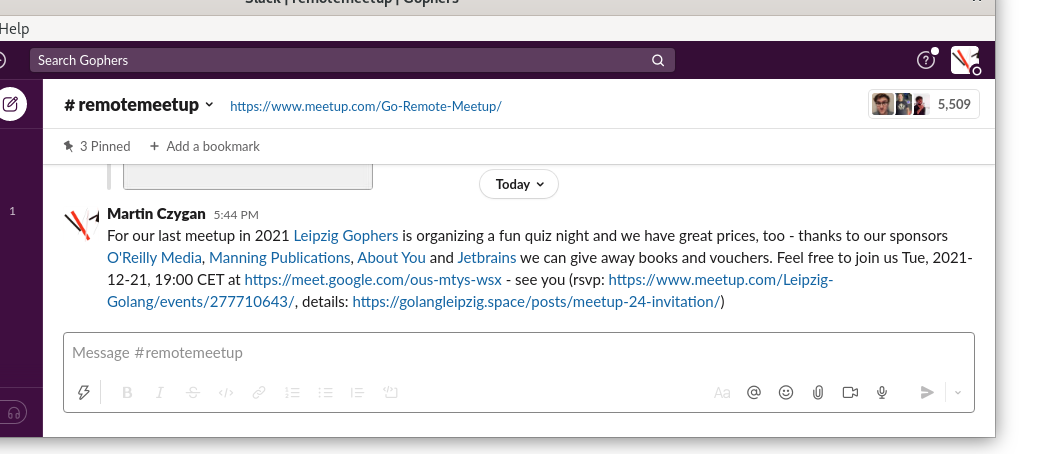 Slack | remotemeetup | Gophers
Help
Search Gophers
# remotemeetup
https://www.meetup.com/Go-Remote-Meetup/
5,509
3 Pinned
+ Add a bookmark
Today
1
Martin Czygan 5:44 PM
For our last meetup in 2021 Leipzig Gophers is organizing a fun quiz night and we have great prices, too - thanks to our sponsors
O'Reilly Media, Manning Publications, About You and Jetbrains we can give away books and vouchers. Feel free to join us Tue, 2021-
12-21, 19:00 CET at https://meet.google.com/ous-mtys-wsx - see you (rsvp: https://www.meetup.com/Leipzig-
Golang/events/277710643/, details: https://golangleipzig.space/posts/meetup-24-invitation/)
Message #remotemeetup
B I S
Aa @